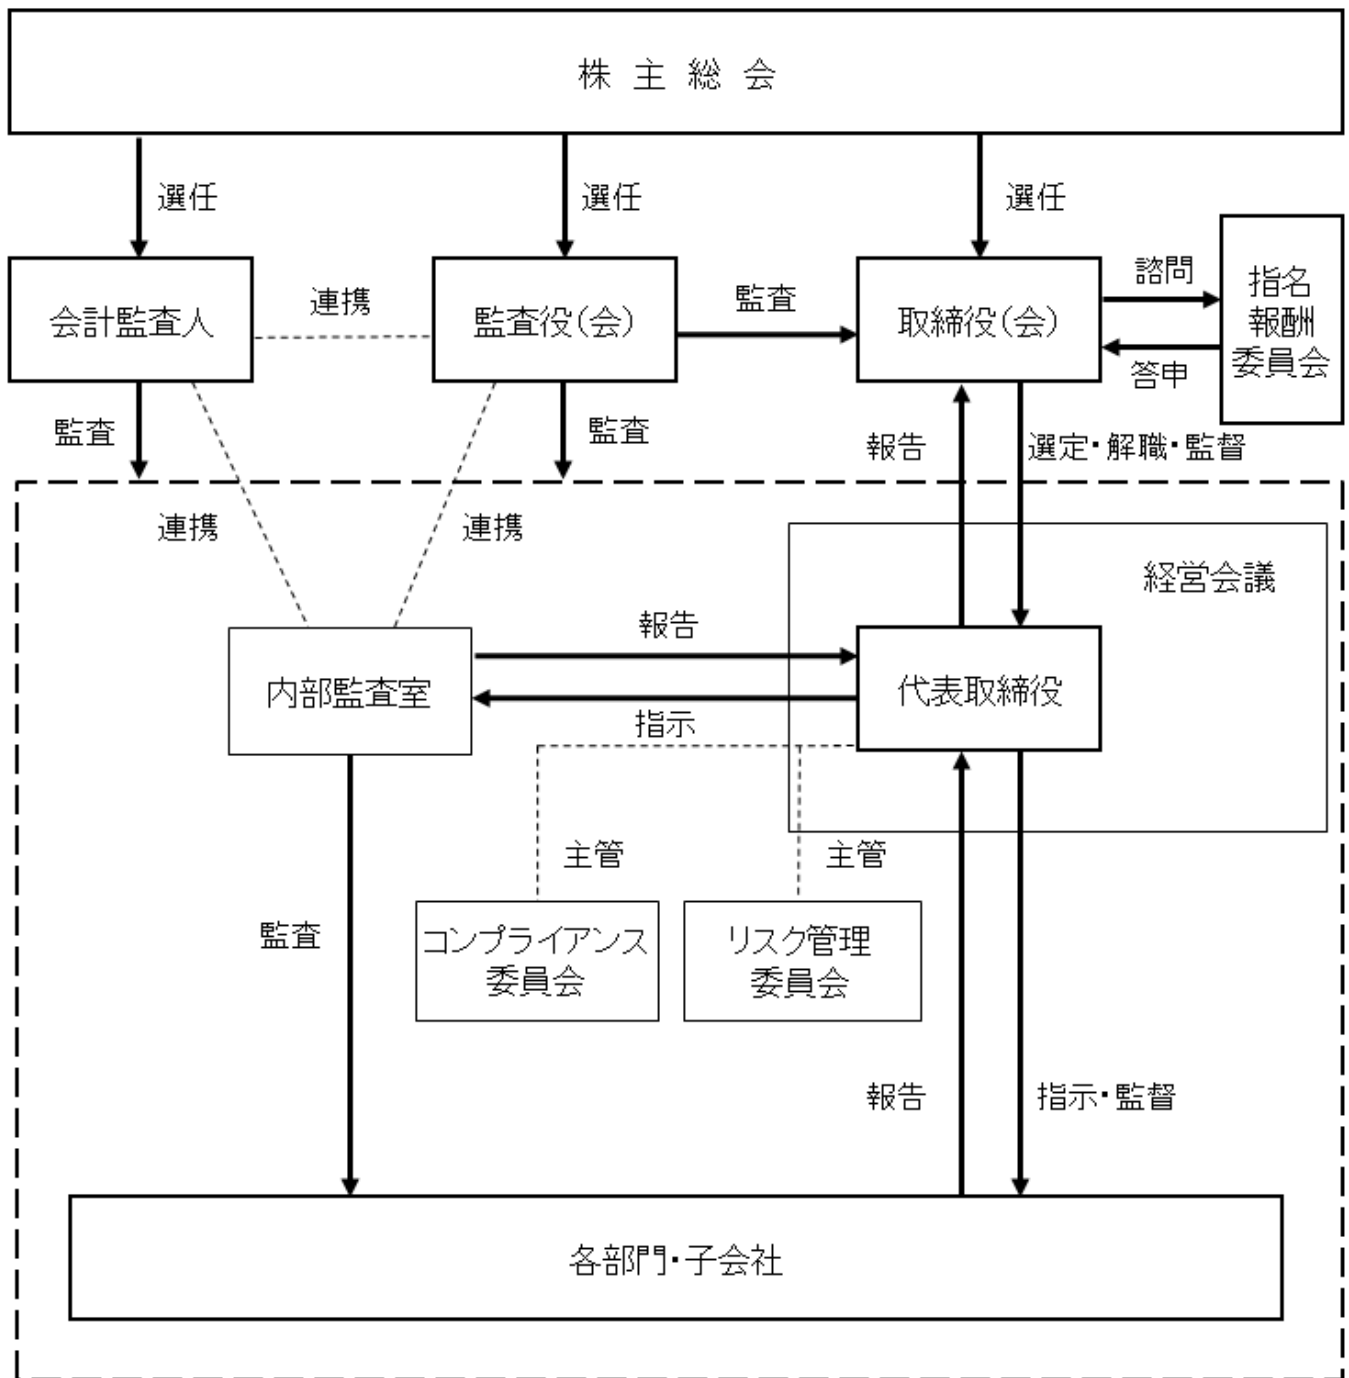 株 主 総 会
選任
選任
選任
会計監査人
連携
監査役(会)
監査
取締役(会)
諮問
答申
指名
報酬
委員会
監査
監査
報告
選定・解職・監督
連携
連携
経営会議
内部監査室
報告
指示
代表取締役
主管
主管
監査
コンプライアンス
委員会
リスク管理
委員会
報告
指示・監督
各部門・子会社